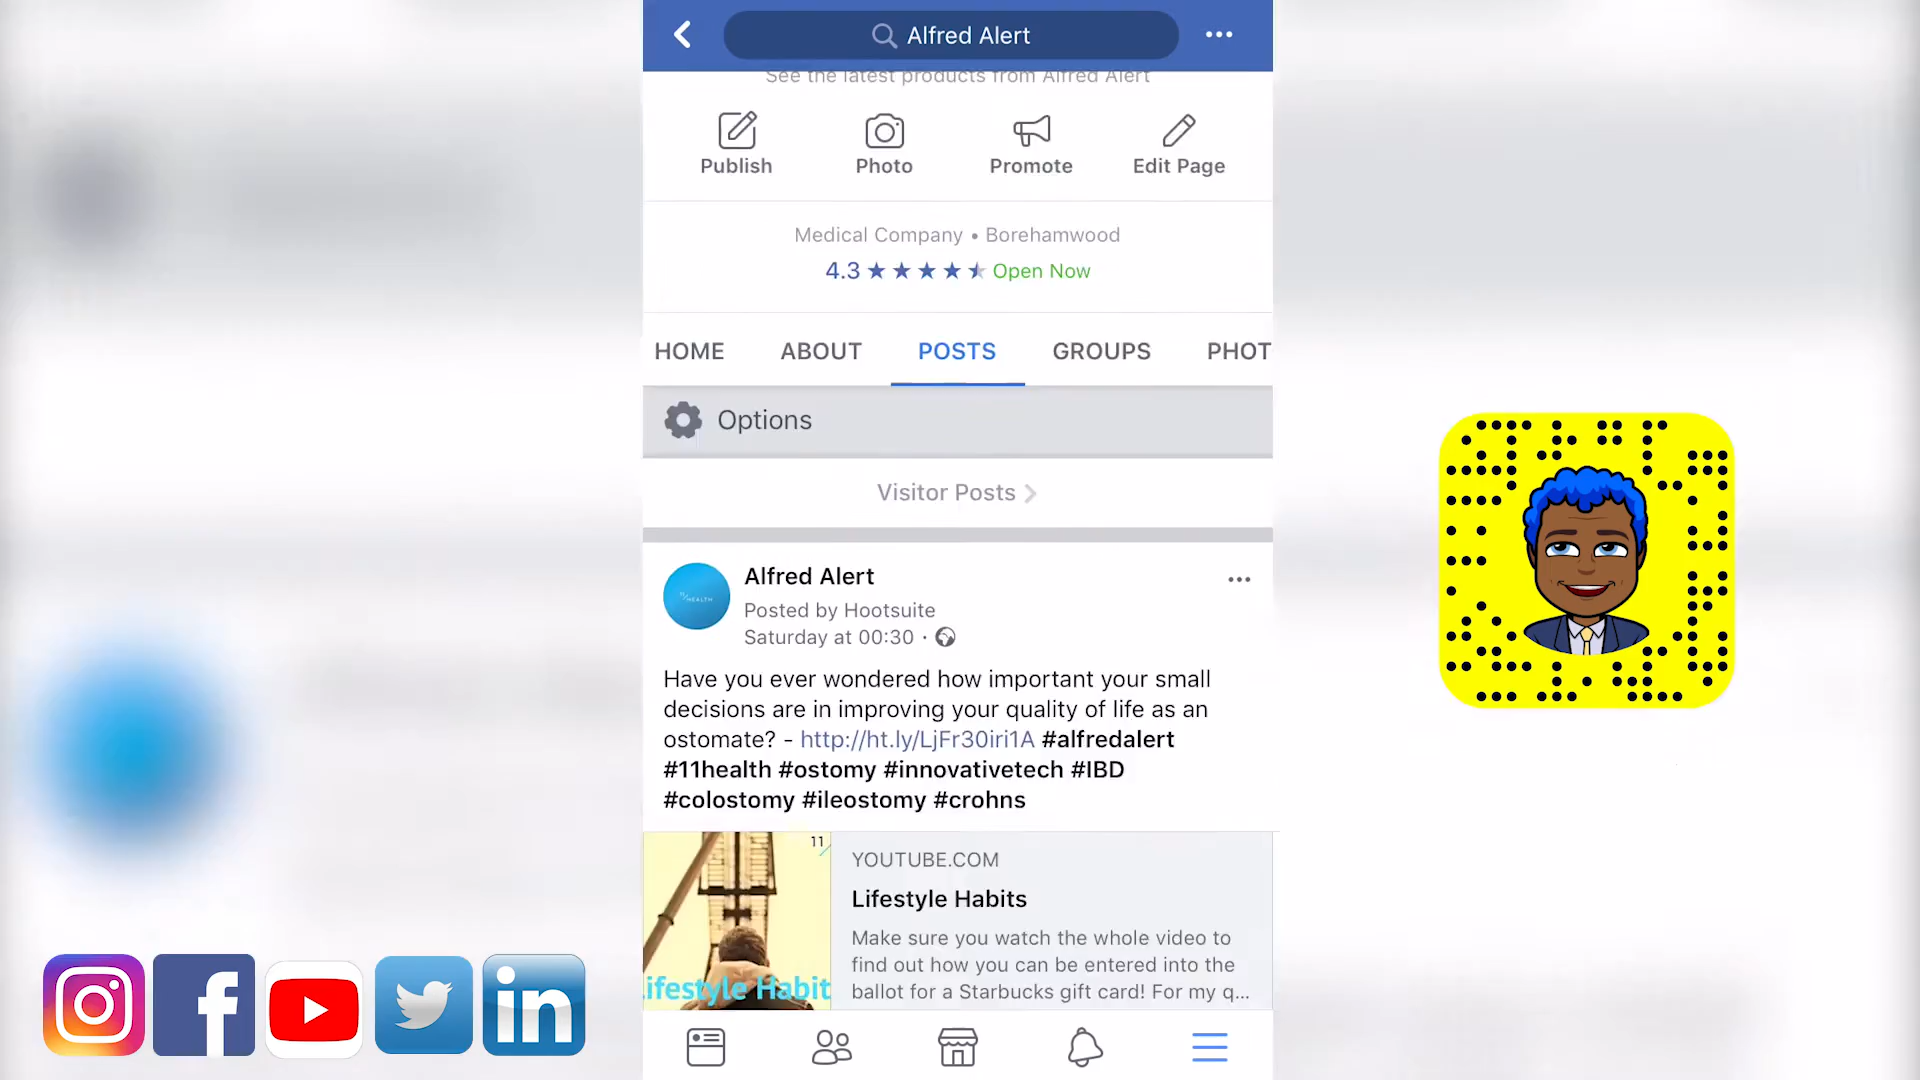 Alfred Alert
See the latest products from Alfred Alert
Publish
Photo
Promote
Edit Page
Medical Company • Borehamwood
4.3 ★★★★ Open Now
HOME
ABOUT
POSTS
GROUPS
PHOT
Options
Visitor Posts
Alfred Alert
Posted by Hootsuite
Saturday at 00:30 ·
HEALTH
Have you ever wondered how important your small
decisions are in improving your quality of life as an
ostomate? - http://ht.ly/LjFr30iri1A #alfredalert
#11health #ostomy #innovativetech #IBD
#colostomy #ileostomy #crohns
11
ifestyle Habit
YOUTUBE.COM
Lifestyle Habits
Make sure you watch the whole video to
find out how you can be entered into the
ballot for a Starbucks gift card! For my q...
f
in